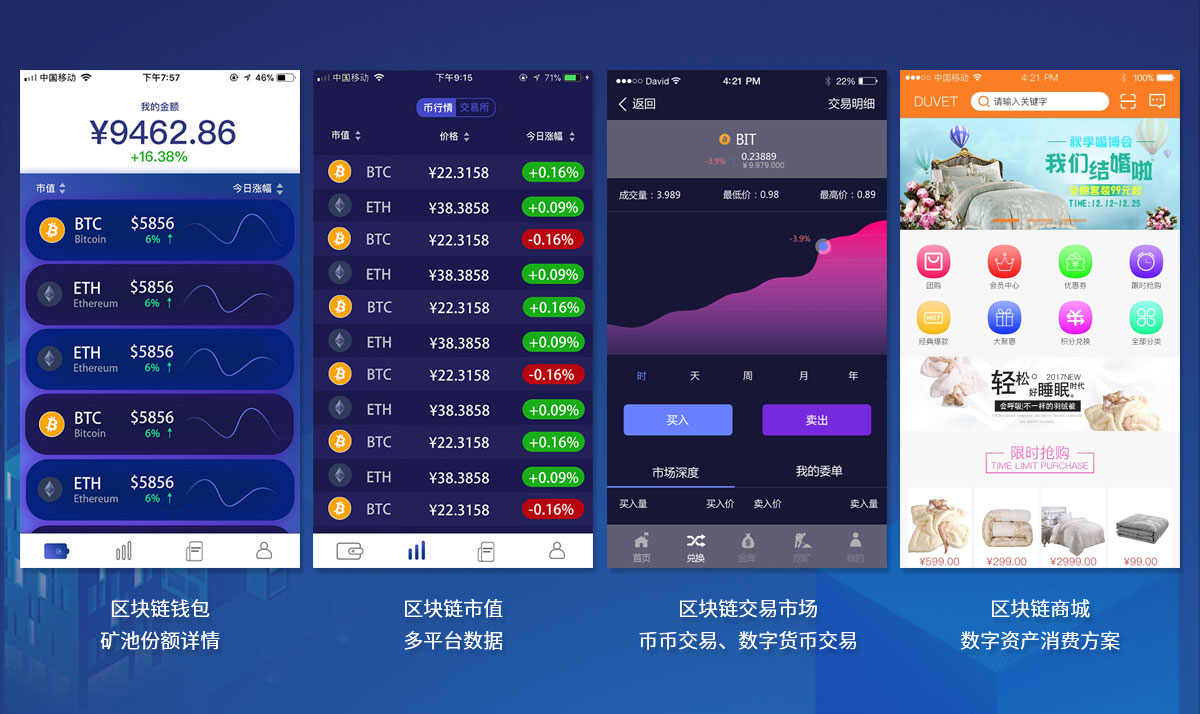 中国移动 下午7:57 46%
我的金额
¥9462.86
+16.38%
市值 今日涨幅
BTC $5856
Bitcoin 6% ↑
ETH $5856
Ethereum 6% ↑
ETH $5856
Ethereum 6% ↑
BTC $5856
Bitcoin 6% ↑
ETH $5856
Ethereum 6% ↑
区块链钱包
矿池份额详情
中国移动 下午9:15 71%
币行情 交易所
市值 价格 今日涨幅
BTC ¥22.3158 +0.16%
ETH ¥38.3858 +0.09%
BTC ¥22.3158 -0.16%
ETH ¥38.3858 +0.09%
BTC ¥22.3158 +0.16%
ETH ¥38.3858 +0.09%
BTC ¥22.3158 -0.16%
ETH ¥38.3858 +0.09%
BTC ¥22.3158 +0.16%
ETH ¥38.3858 +0.09%
BTC ¥22.3158 -0.16%
区块链市值
多平台数据
David 4:21 PM 22%
返回 交易明细
BIT
-3.9% 0.23889
¥9.979.000
成交量：3.989 最低价：0.98 最高价：0.89
-3.9%
时 天 周 月 年
买入 卖出
市场深度 我的委单
买入量 买入价 卖入价 卖入量
首页 兑换 金库 挖矿 我的
区块链交易市场
币币交易、数字货币交易
中国移动 4:21 PM 100%
DUVET 请输入关键字
秋季婚博会
我们结婚啦
全棉套装99元起
TIME:12.12-12.25
团购 会员中心 优惠券 限时抢购
HOT
经典爆款 大聚惠 积分兑换 全部分类
轻松。 2017NEW
好睡眠时代
会呼吸 不一样的羽绒被
限时抢购
TIME LIMIT PURCHASE
¥599.00 ¥299.00 ¥2999.00 ¥99.00
区块链商城
数字资产消费方案